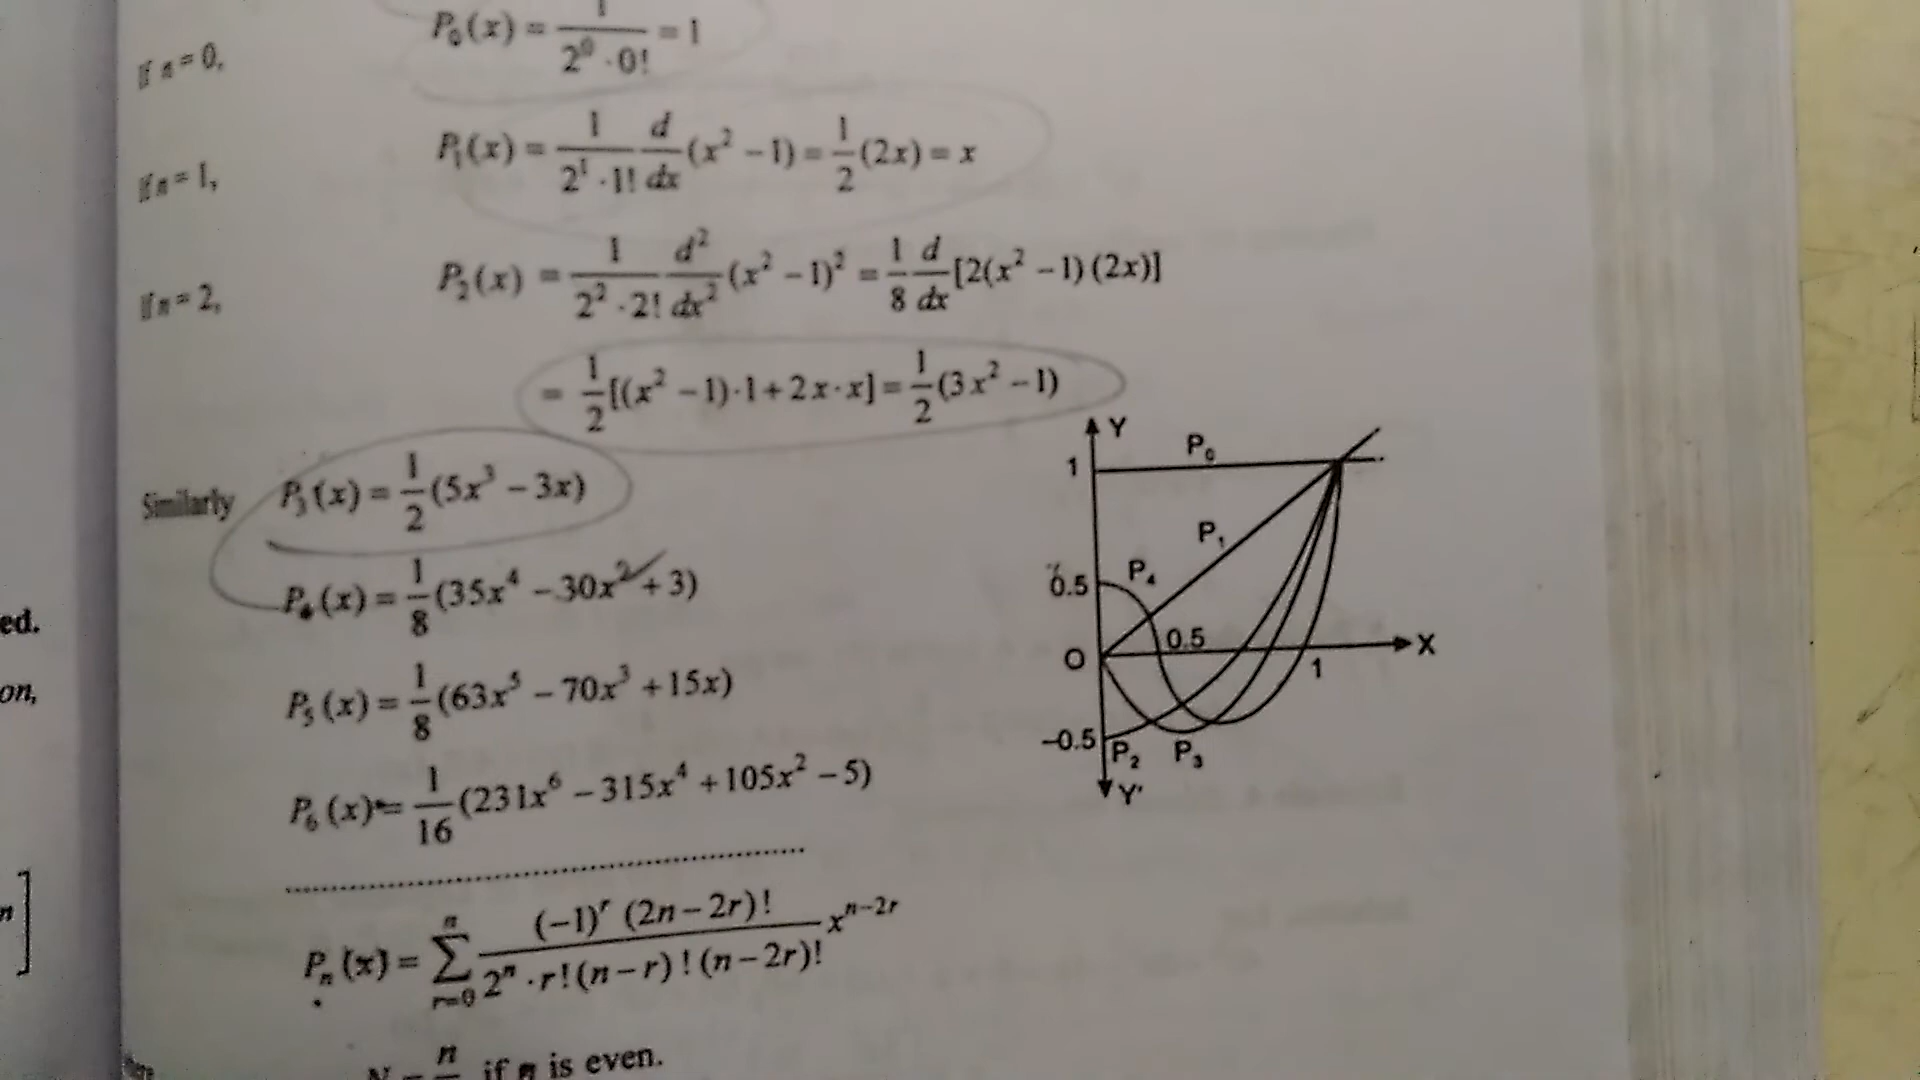 If n = 0, P₀(x) = 1/(2⁰ · 0!) = 1
If n = 1, P₁(x) = 1/(2¹ · 1!) d/dx (x² − 1) = 1/2 (2x) = x
If n = 2, P₂(x) = 1/(2² · 2!) d²/dx² (x² − 1)² = 1/8 d/dx [2(x² − 1)(2x)]
= 1/2 [(x² − 1)·1 + 2x·x] = 1/2 (3x² − 1)
Similarly P₃(x) = 1/2 (5x³ − 3x)
P₄(x) = 1/8 (35x⁴ − 30x² + 3)
P₅(x) = 1/8 (63x⁵ − 70x³ + 15x)
P₆(x) = 1/16 (231x⁶ − 315x⁴ + 105x² − 5)
Pₙ(x) = Σ r=0 n (−1)ʳ (2n − 2r)! / (2ⁿ · r! (n − r)! (n − 2r)!) xⁿ⁻²ʳ
if n is even.
Y
1 P₀
P₁
0.5 P₄
O 0.5 1 X
−0.5 P₂ P₃
Y'
ed.
on,
n]